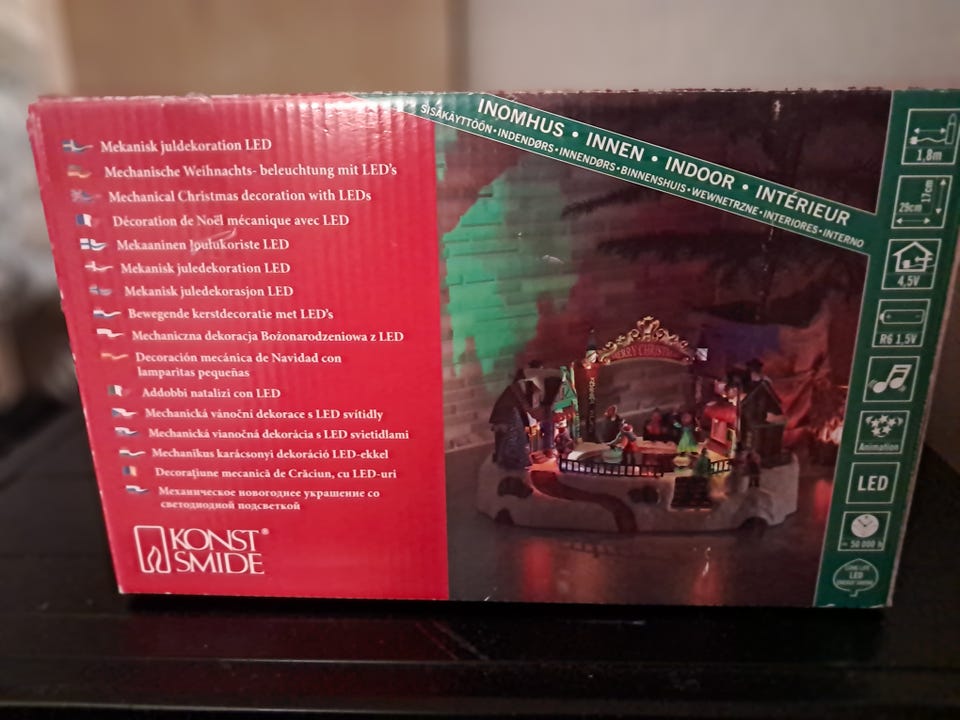 Mekanisk juldekoration LED
Mechanische Weihnachts- beleuchtung mit LED's
Mechanical Christmas decoration with LEDs
Décoration de Noël mécanique avec LED
Mekaaninen Joulukoriste LED
Mekanisk juledekoration LED
Mekanisk juledekorasjon LED
Bewegende kerstdecoratie met LED's
Mechaniczna dekoracja Bożonarodzeniowa z LED
Decoración mecánica de Navidad con
lamparitas pequeñas
Addobbi natalizi con LED
Mechanická vánoční dekorace s LED svítidly
Mechanická vianočná dekorácia s LED svietidlami
Mechanikus karácsonyi dekoráció LED-ekkel
Decorațiune mecanică de Crăciun, cu LED-uri
Механическое новогоднее украшение со
светодиодной подсветкой
KONST®
SMIDE
INOMHUS • INNEN • INDOOR • INTÉRIEUR
SISÄKÄYTTÖÖN • INDENDØRS • INNENDØRS • BINNENSHUIS • WEWNETRZNE • INTERIORES • INTERNO
MERRY CHRISTMAS
1,8m
17cm
29cm
4,5V
R6 1,5V
Animation
LED
~ 50 000 h
LONG LIFE
LED